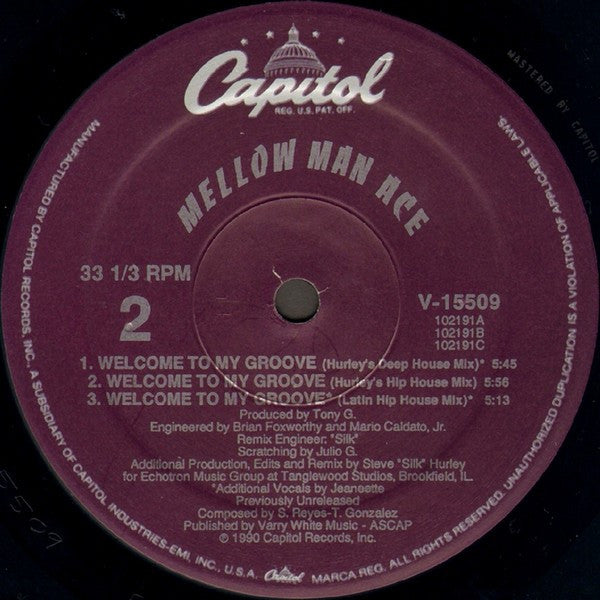 Capitol
REG. U.S. PAT. OFF.
MASTERED BY CAPITOL
MELLOW MAN ACE
33 1/3 RPM
2
V-15509
102191A
102191B
102191C
1. WELCOME TO MY GROOVE (Hurley's Deep House Mix)* 5:45
2. WELCOME TO MY GROOVE (Hurley's Hip House Mix) 5:56
3. WELCOME TO MY GROOVE* (Latin Hip House Mix)* 5:13
Produced by Tony G.
Engineered by Brian Foxworthy and Mario Caldato, Jr.
Remix Engineer: "Silk"
Scratching by Julio G.
Additional Production, Edits and Remix by Steve "Silk" Hurley
for Echotron Music Group at Tanglewood Studios, Brookfield, IL.
*Additional Vocals by Jeanette
Previously Unreleased
Composed by S. Reyes-T. Gonzalez
Published by Varry White Music - ASCAP
℗ © 1990 Capitol Records, Inc.
MANUFACTURED BY CAPITOL RECORDS, INC., A SUBSIDIARY OF CAPITOL INDUSTRIES-EMI, INC., U.S.A. Capitol MARCA REG. ALL RIGHTS RESERVED. UNAUTHORIZED DUPLICATION IS A VIOLATION OF APPLICABLE LAWS.